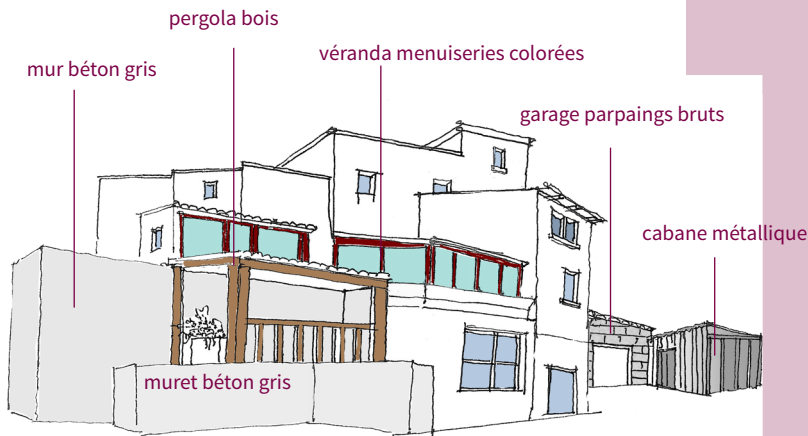 pergola bois
véranda menuiseries colorées
mur béton gris
garage parpaings bruts
cabane métallique
muret béton gris